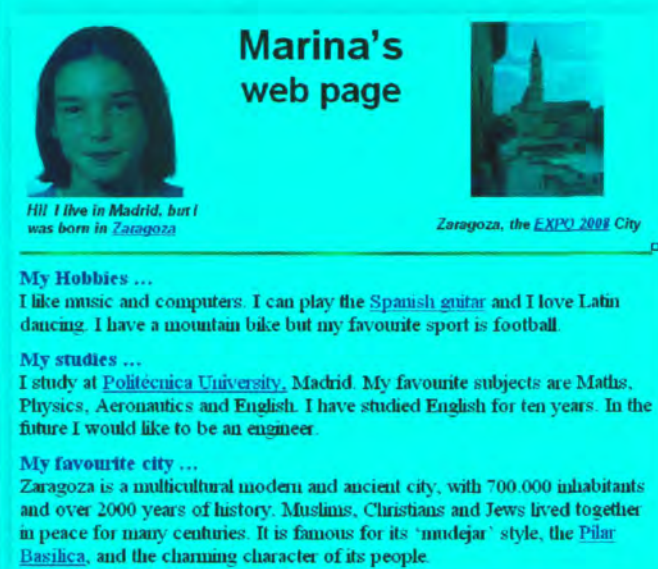 Marina's
web page
Hi! I live in Madrid, but I
was born in Zaragoza
Zaragoza, the EXPO 2008 City
My Hobbies ...
I like music and computers. I can play the Spanish guitar and I love Latin
dancing. I have a mountain bike but my favourite sport is football.
My studies ...
I study at Politécnica University, Madrid. My favourite subjects are Maths,
Physics, Aeronautics and English. I have studied English for ten years. In the
future I would like to be an engineer.
My favourite city ...
Zaragoza is a multicultural modern and ancient city, with 700.000 inhabitants
and over 2000 years of history. Muslims, Christians and Jews lived together
in peace for many centuries. It is famous for its `mudejar` style, the Pilar
Basilica, and the charming character of its people.